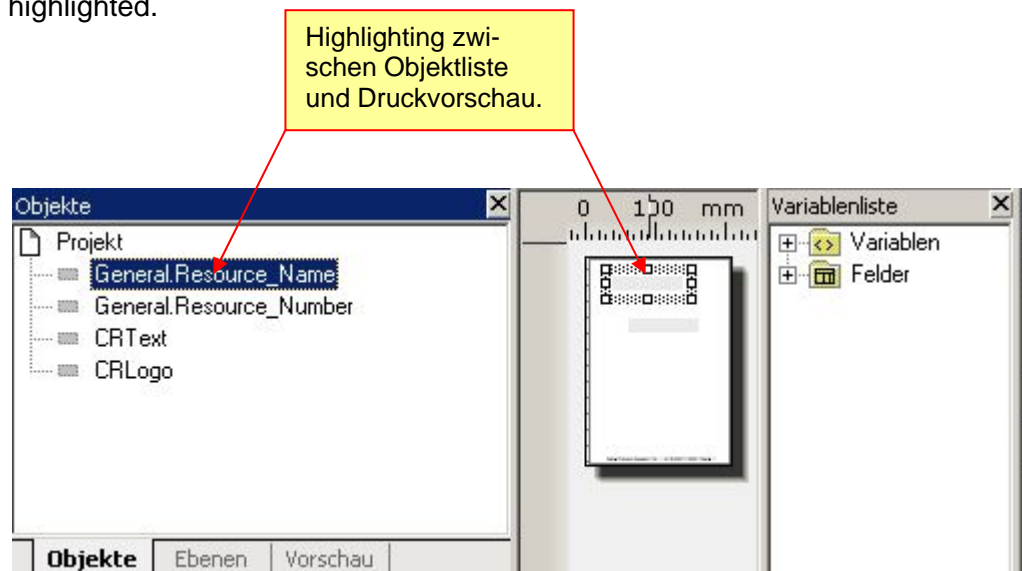 highlighted.
Highlighting zwi-
schen Objektliste
und Druckvorschau.
Objekte
Projekt
General.Resource_Name
General.Resource_Number
CRText
CRLogo
Objekte Ebenen Vorschau
0 100 mm
Variablenliste
Variablen
Felder